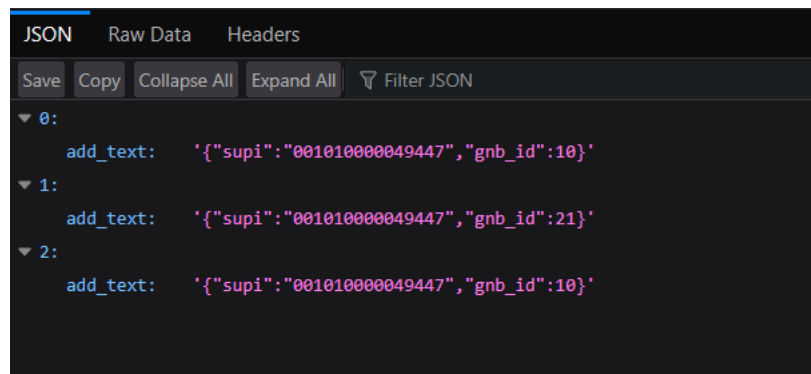 JSON Raw Data Headers
Save Copy Collapse All Expand All Filter JSON
0:
add_text: '{"supi":"001010000049447","gnb_id":10}'
1:
add_text: '{"supi":"001010000049447","gnb_id":21}'
2:
add_text: '{"supi":"001010000049447","gnb_id":10}'